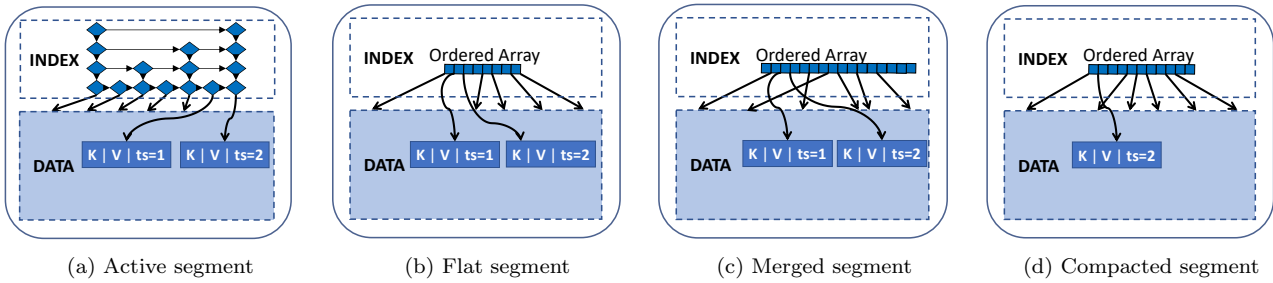 INDEX
DATA
K | V | ts=1
K | V | ts=2
(a) Active segment
INDEX
Ordered Array
DATA
K | V | ts=1
K | V | ts=2
(b) Flat segment
INDEX
Ordered Array
DATA
K | V | ts=1
K | V | ts=2
(c) Merged segment
INDEX
Ordered Array
DATA
K | V | ts=2
(d) Compacted segment